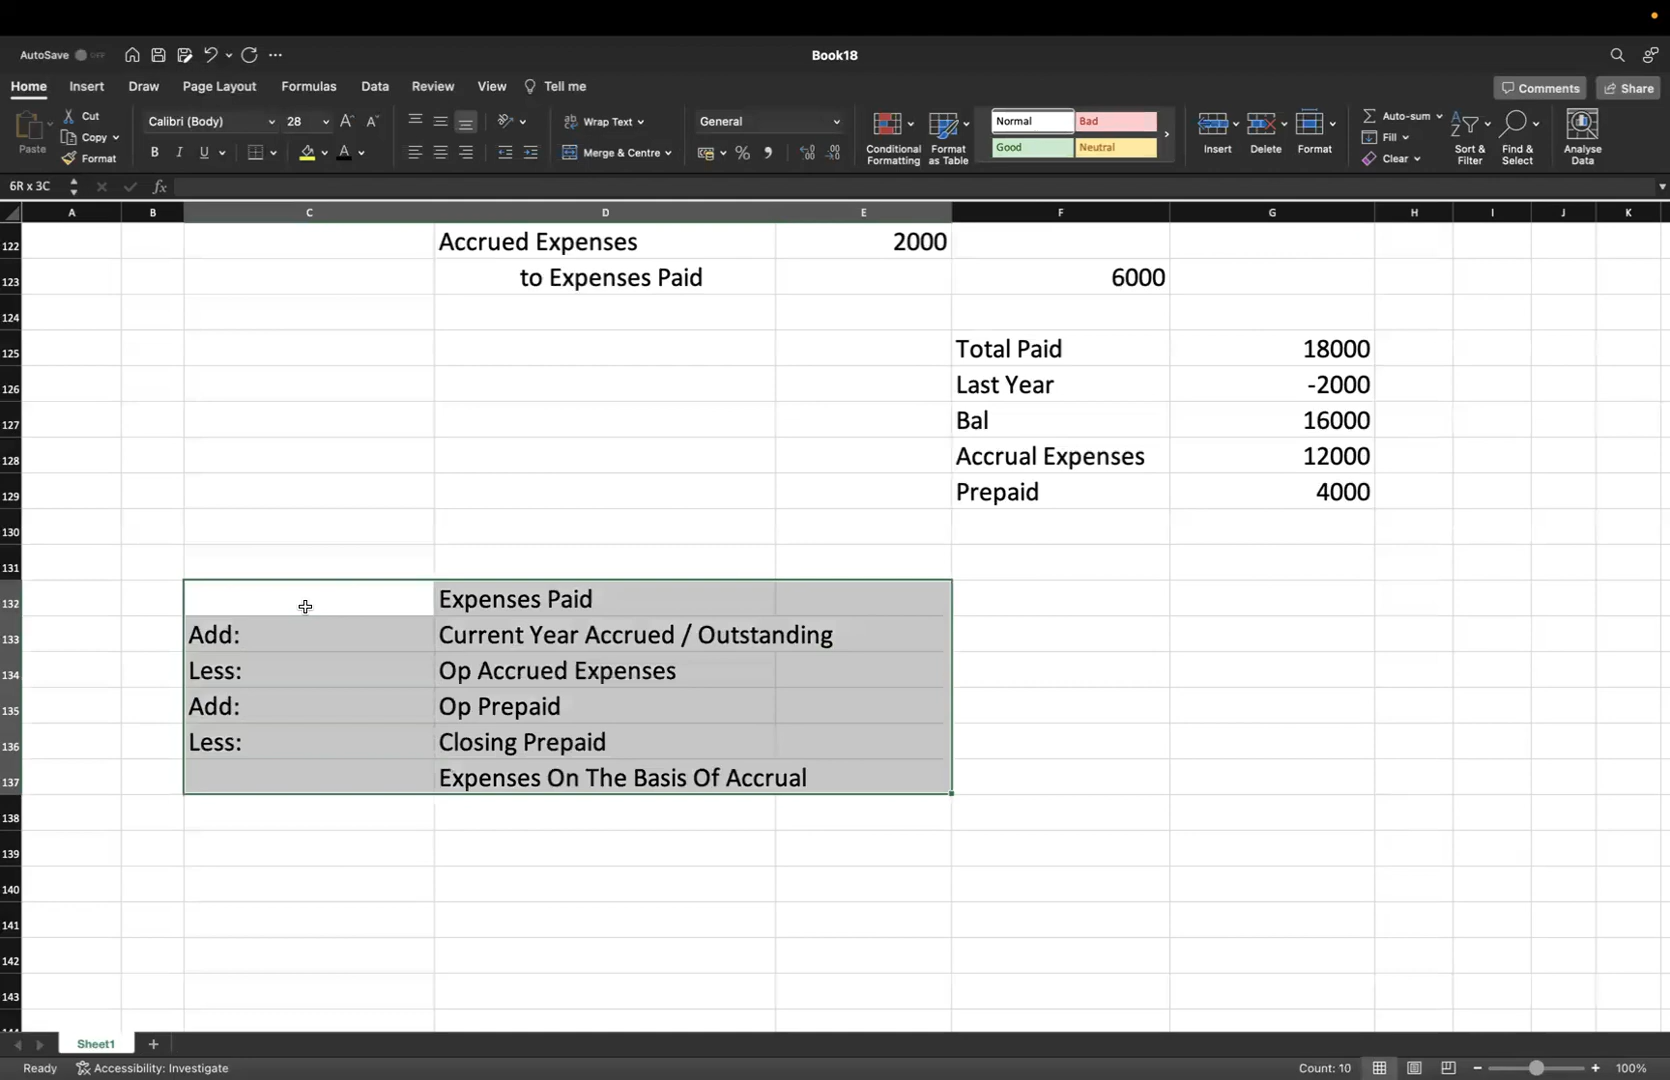 AutoSave OFF Book18
Home Insert Draw Page Layout Formulas Data Review View Tell me Comments Share
Paste Cut Copy Format
Calibri (Body) 28
B I U
Wrap Text
Merge & Centre
General
Conditional Formatting
Format as Table
Normal Bad
Good Neutral
Insert Delete Format
Auto-sum
Fill
Clear
Sort & Filter
Find & Select
Analyse Data
6R x 3C fx
A B C D E F G H I J K
122 Accrued Expenses 2000
123 to Expenses Paid 6000
124
125 Total Paid 18000
126 Last Year -2000
127 Bal 16000
128 Accrual Expenses 12000
129 Prepaid 4000
130
131
132 Expenses Paid
133 Add: Current Year Accrued / Outstanding
134 Less: Op Accrued Expenses
135 Add: Op Prepaid
136 Less: Closing Prepaid
137 Expenses On The Basis Of Accrual
138
139
140
141
142
143
Sheet1
Ready Accessibility: Investigate Count: 10 100%